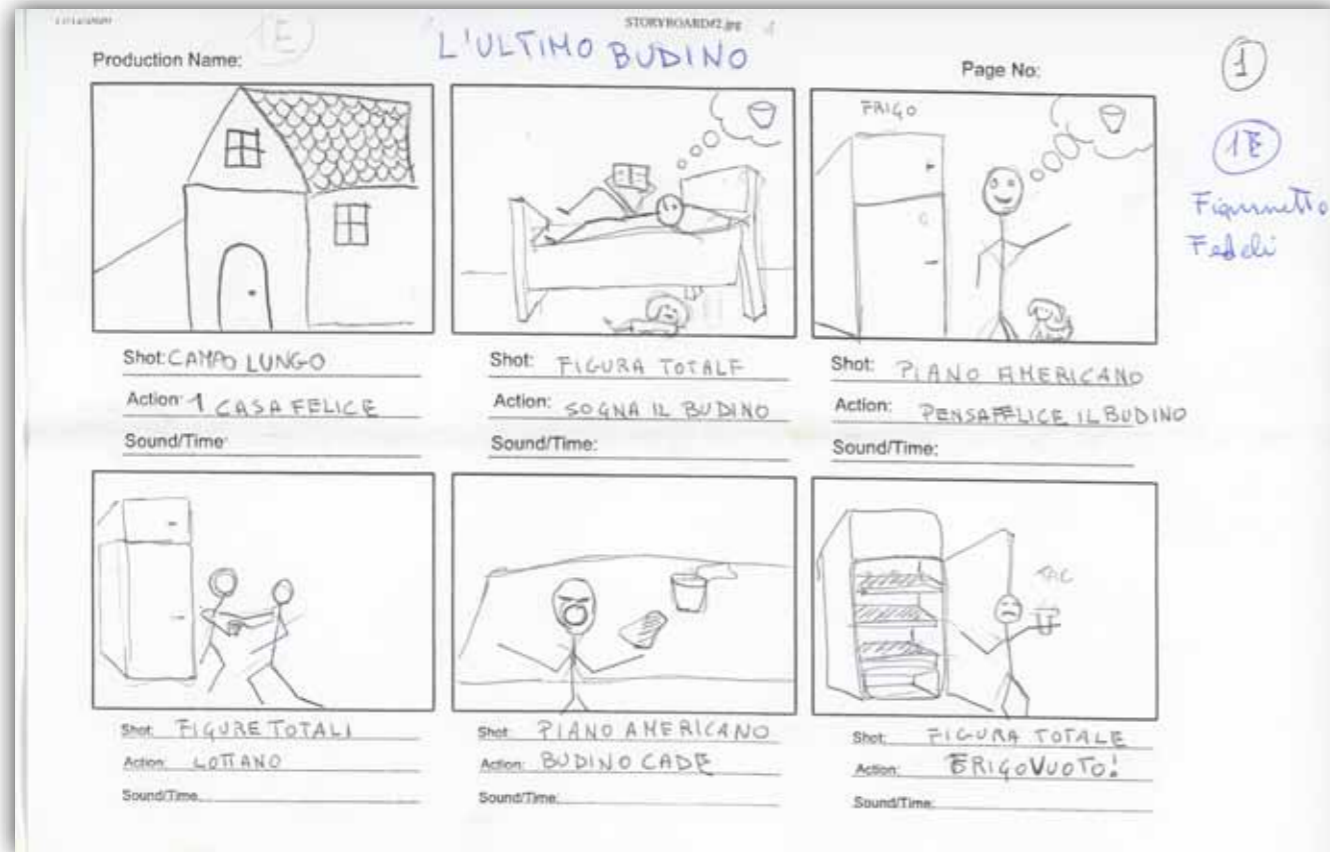 STORYBOARD#2.jpg
1E
L'ULTIMO BUDINO
Production Name:
Page No:
1
1E
FRIGO
Shot: CAMPO LUNGO
Action: 1 CASA FELICE
Sound/Time:
Shot: FIGURA TOTALE
Action: SOGNA IL BUDINO
Sound/Time:
Shot: PIANO AMERICANO
Action: PENSA FELICE IL BUDINO
Sound/Time:
Shot: FIGURE TOTALI
Action: LOTTANO
Sound/Time:
Shot: PIANO AMERICANO
Action: BUDINO CADE
Sound/Time:
Shot: FIGURA TOTALE
Action: FRIGO VUOTO!
Sound/Time: